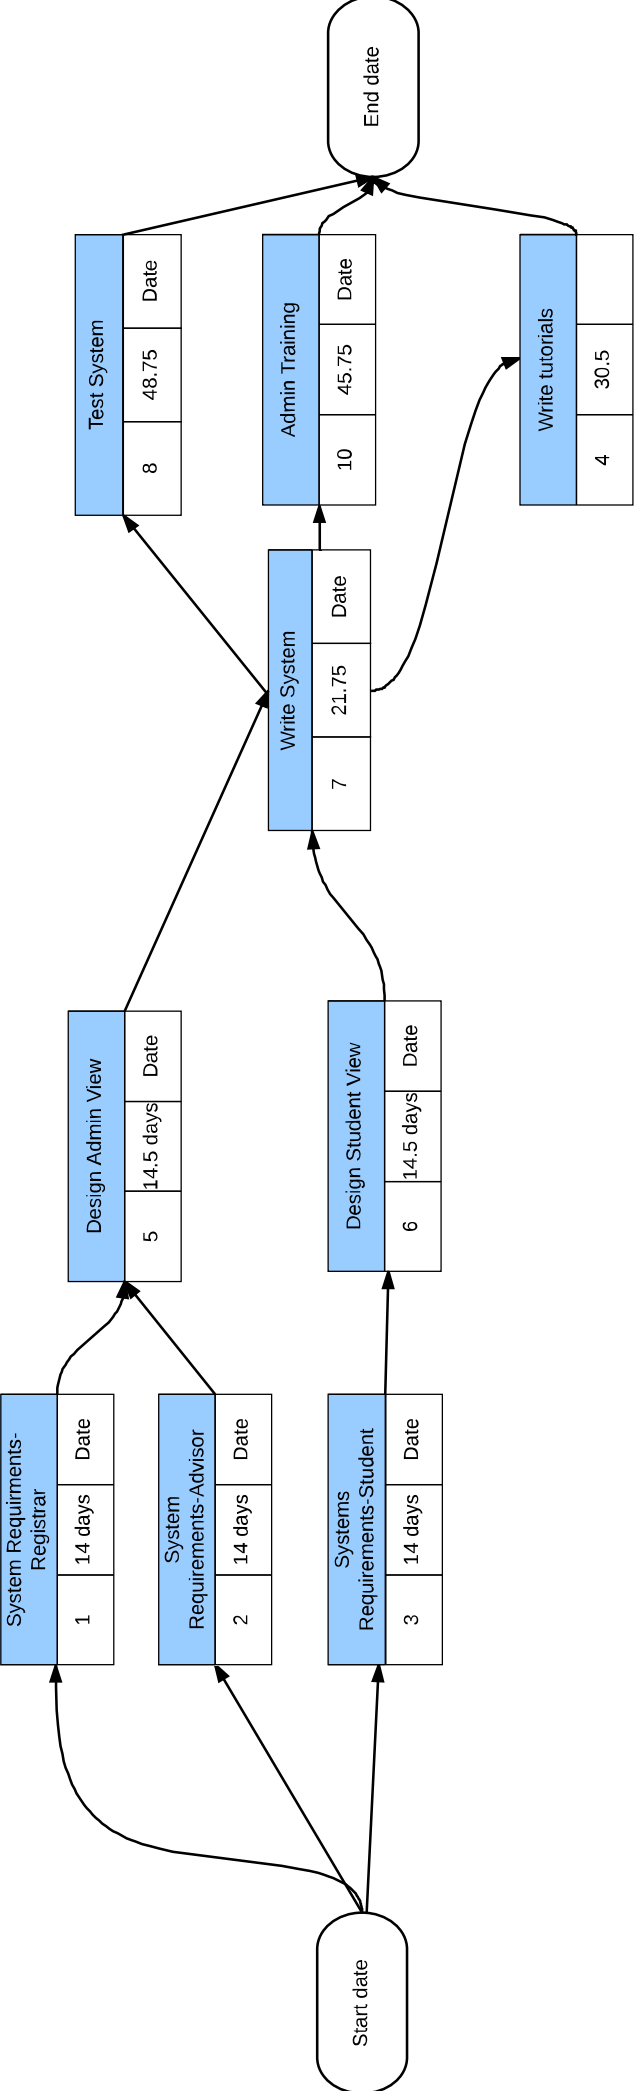 Start date
System Requirments-
Registrar
1
14 days
Date
System
Requirements-Advisor
2
14 days
Date
Systems
Requirements-Student
3
14 days
Date
Design Admin View
5
14.5 days
Date
Design Student View
6
14.5 days
Date
Write System
7
21.75
Date
Test System
8
48.75
Date
Admin Training
10
45.75
Date
Write tutorials
4
30.5
End date